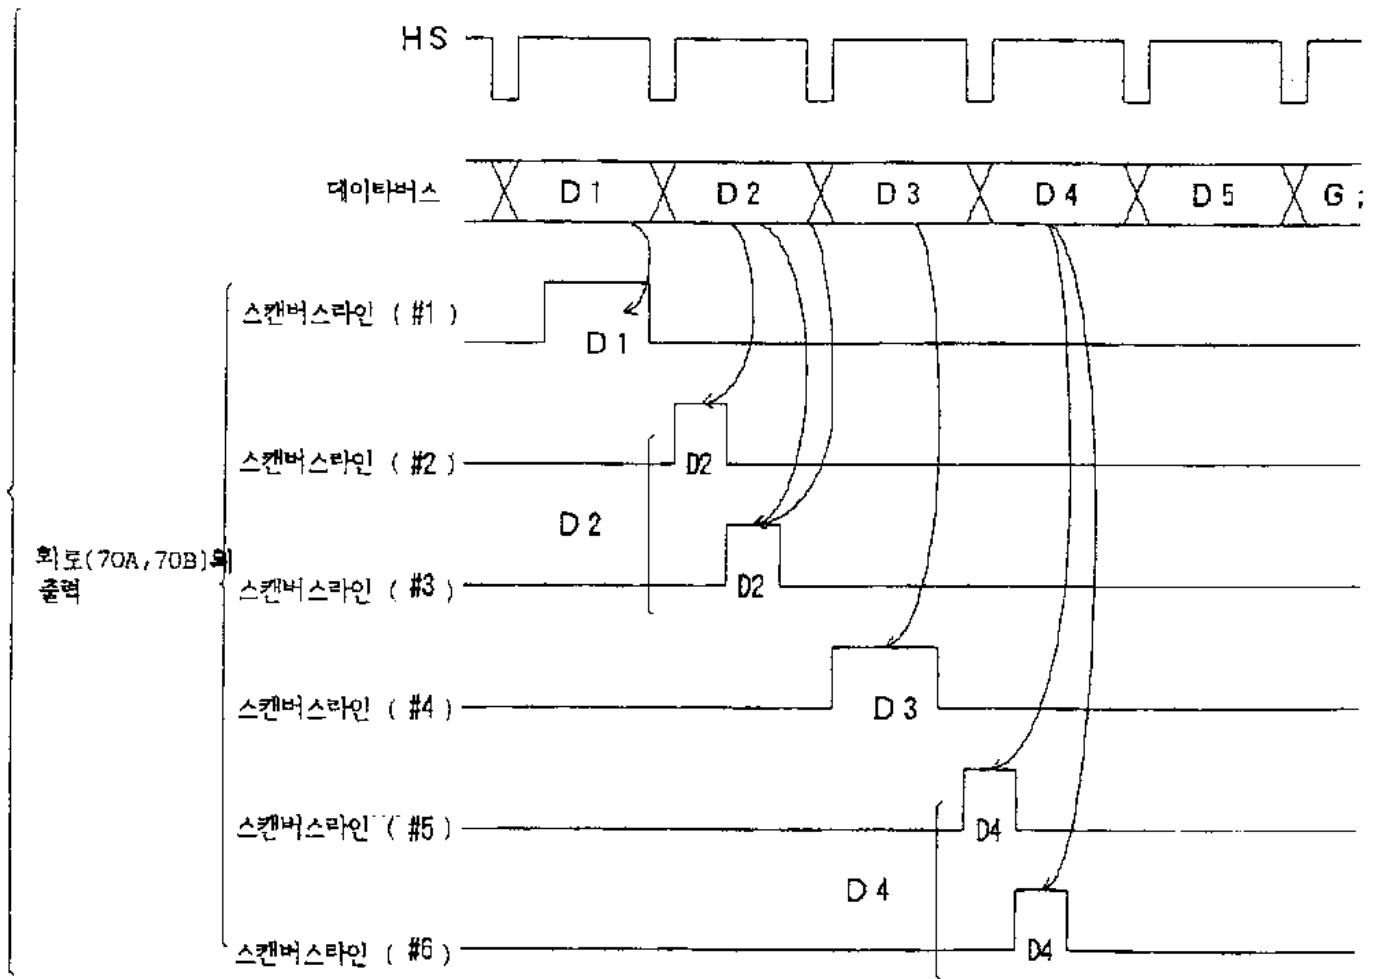 HS
데이타버스
D1 D2 D3 D4 D5 G;
스캔버스라인 (#1)
D1
스캔버스라인 (#2)
D2
D2
스캔버스라인 (#3)
D2
회로(70A,70B)의
출력
스캔버스라인 (#4)
D3
스캔버스라인 (#5)
D4
D4
스캔버스라인 (#6)
D4